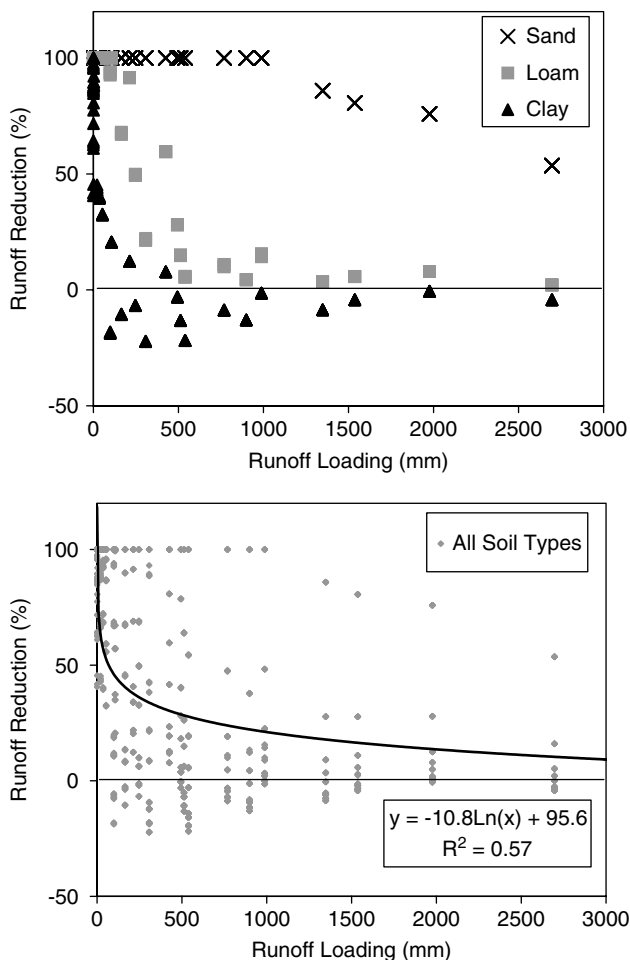 Sand
Loam
Clay
Runoff Reduction (%)
100
50
0
-50
0 500 1000 1500 2000 2500 3000
Runoff Loading (mm)
All Soil Types
Runoff Reduction (%)
100
50
0
-50
y = -10.8Ln(x) + 95.6
R² = 0.57
0 500 1000 1500 2000 2500 3000
Runoff Loading (mm)